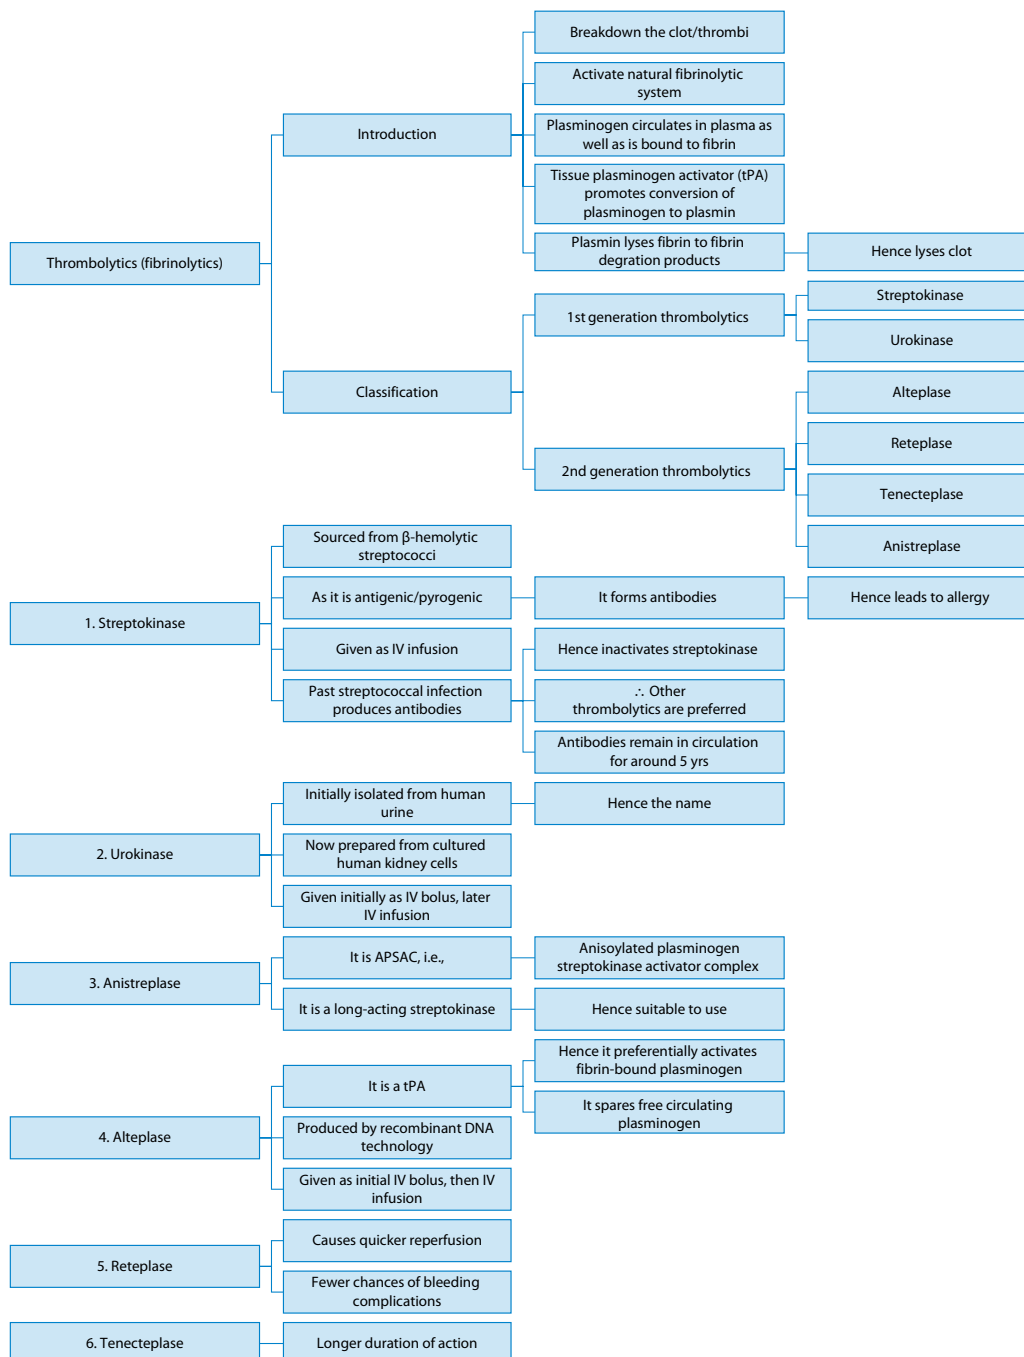 Thrombolytics (fibrinolytics)
Introduction
Breakdown the clot/thrombi
Activate natural fibrinolytic
system
Plasminogen circulates in plasma as
well as is bound to fibrin
Tissue plasminogen activator (tPA)
promotes conversion of
plasminogen to plasmin
Plasmin lyses fibrin to fibrin
degration products
Hence lyses clot
Classification
1st generation thrombolytics
Streptokinase
Urokinase
2nd generation thrombolytics
Alteplase
Reteplase
Tenecteplase
Anistreplase
1. Streptokinase
Sourced from β-hemolytic
streptococci
As it is antigenic/pyrogenic
It forms antibodies
Hence leads to allergy
Given as IV infusion
Past streptococcal infection
produces antibodies
Hence inactivates streptokinase
∴ Other
thrombolytics are preferred
Antibodies remain in circulation
for around 5 yrs
2. Urokinase
Initially isolated from human
urine
Hence the name
Now prepared from cultured
human kidney cells
Given initially as IV bolus, later
IV infusion
3. Anistreplase
It is APSAC, i.e.,
Anisoylated plasminogen
streptokinase activator complex
It is a long-acting streptokinase
Hence suitable to use
4. Alteplase
It is a tPA
Hence it preferentially activates
fibrin-bound plasminogen
It spares free circulating
plasminogen
Produced by recombinant DNA
technology
Given as initial IV bolus, then IV
infusion
5. Reteplase
Causes quicker reperfusion
Fewer chances of bleeding
complications
6. Tenecteplase
Longer duration of action